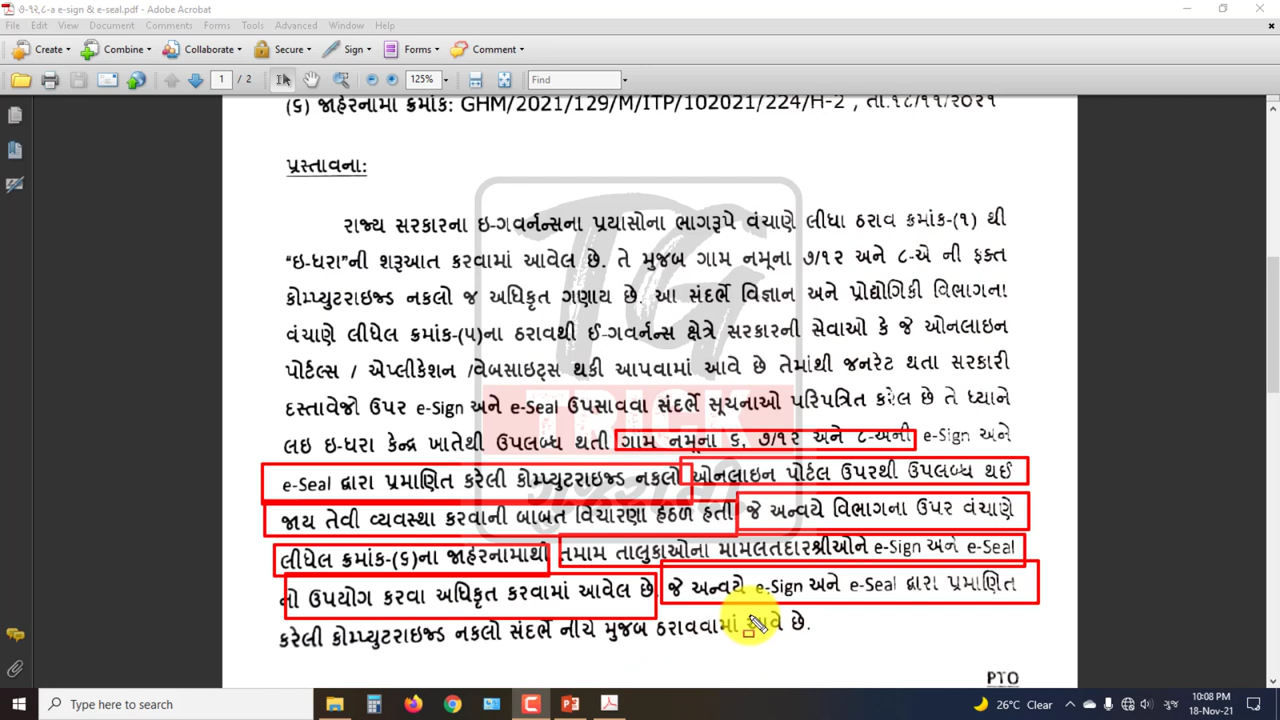 ૭-૧૨,૮-a e-sign & e-seal.pdf - Adobe Acrobat
File Edit View Document Comments Forms Tools Advanced Window Help
Create Combine Collaborate Secure Sign Forms Comment
1 / 2 125% Find
(૬) જાહેરનામા ક્રમાંક: GHM/2021/129/M/ITP/102021/224/H-2 , તા.૧૮/૧૧/૨૦૨૧
પ્રસ્તાવના:
રાજ્ય સરકારના ઇ-ગવર્નન્સના પ્રયાસોના ભાગરૂપે વંચાણે લીધા ઠરાવ ક્રમાંક-(૧) થી
"ઇ-ધરા"ની શરૂઆત કરવામાં આવેલ છે. તે મુજબ ગામ નમૂના ૭/૧૨ અને ૮-એ ની ફક્ત
કોમ્પ્યુટરાઇઝ્ડ નકલો જ અધિકૃત ગણાય છે. આ સંદર્ભે વિજ્ઞાન અને પ્રોદ્યોગિકી વિભાગના
વંચાણે લીધેલ ક્રમાંક-(૫)ના ઠરાવથી ઈ-ગવર્નન્સ ક્ષેત્રે સરકારની સેવાઓ કે જે ઓનલાઇન
પોર્ટલ્સ / એપ્લીકેશન /વેબસાઇટ્સ થકી આપવામાં આવે છે તેમાંથી જનરેટ થતા સરકારી
દસ્તાવેજો ઉપર e-Sign અને e-Seal ઉપસાવવા સંદર્ભે સૂચનાઓ પરિપત્રિત કરેલ છે તે ધ્યાને
લઇ ઇ-ધરા કેન્દ્ર ખાતેથી ઉપલબ્ધ થતી ગામ નમૂના ૬, ૭/૧૨ અને ૮-અની e-Sign અને
e-Seal દ્વારા પ્રમાણિત કરેલી કોમ્પ્યુટરાઇઝ્ડ નકલો ઓનલાઇન પોર્ટલ ઉપરથી ઉપલબ્ધ થઈ
જાય તેવી વ્યવસ્થા કરવાની બાબત વિચારણા હેઠળ હતી જે અન્વયે વિભાગના ઉપર વંચાણે
લીધેલ ક્રમાંક-(૬)ના જાહેરનામાથી તમામ તાલુકાઓના મામલતદારશ્રીઓને e-Sign અને e-Seal
નો ઉપયોગ કરવા અધિકૃત કરવામાં આવેલ છે જે અન્વયે e-Sign અને e-Seal દ્વારા પ્રમાણિત
કરેલી કોમ્પ્યુટરાઇઝ્ડ નકલો સંદર્ભે નીચે મુજબ ઠરાવવામાં આવે છે.
TG
TRICK
ગુજરાતી
PTO
Type here to search 26°C Clear ગુજ 10:08 PM
18-Nov-21